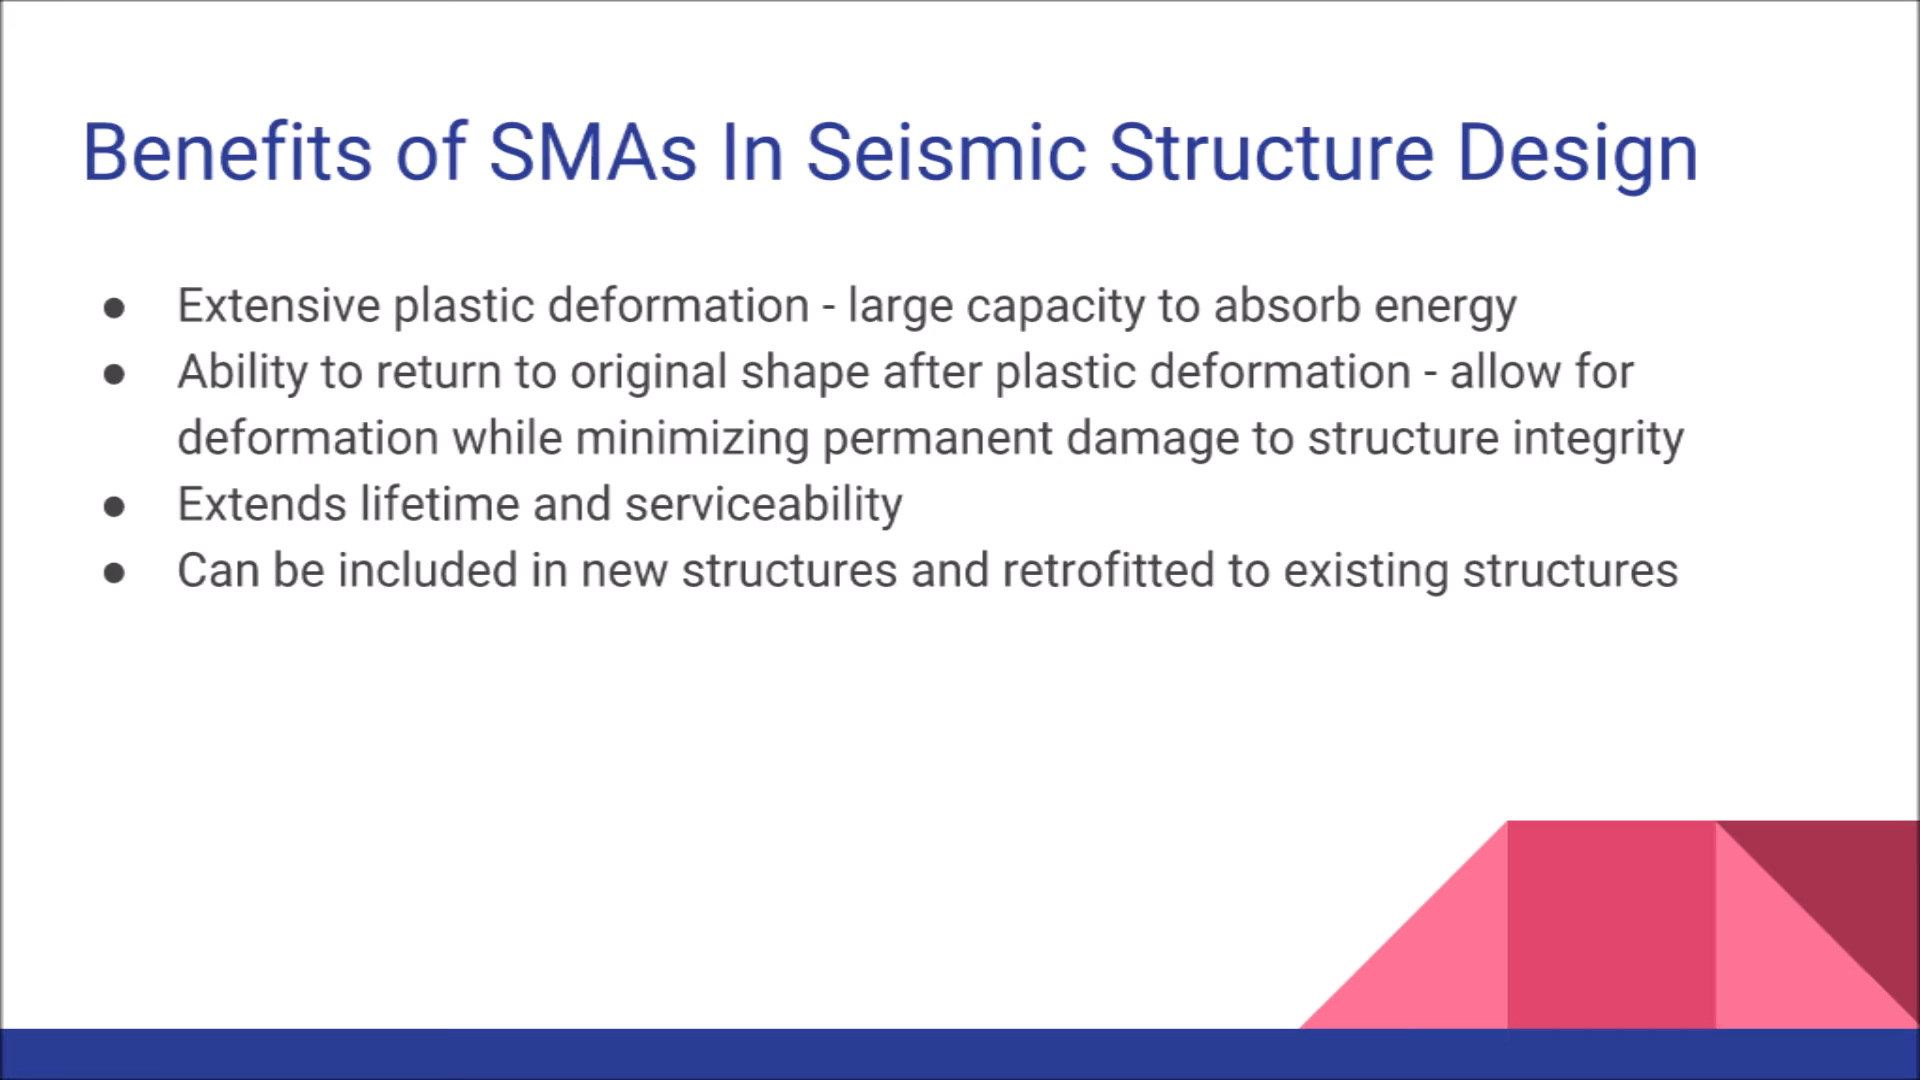 Benefits of SMAs In Seismic Structure Design
● Extensive plastic deformation - large capacity to absorb energy
● Ability to return to original shape after plastic deformation - allow for
deformation while minimizing permanent damage to structure integrity
● Extends lifetime and serviceability
● Can be included in new structures and retrofitted to existing structures